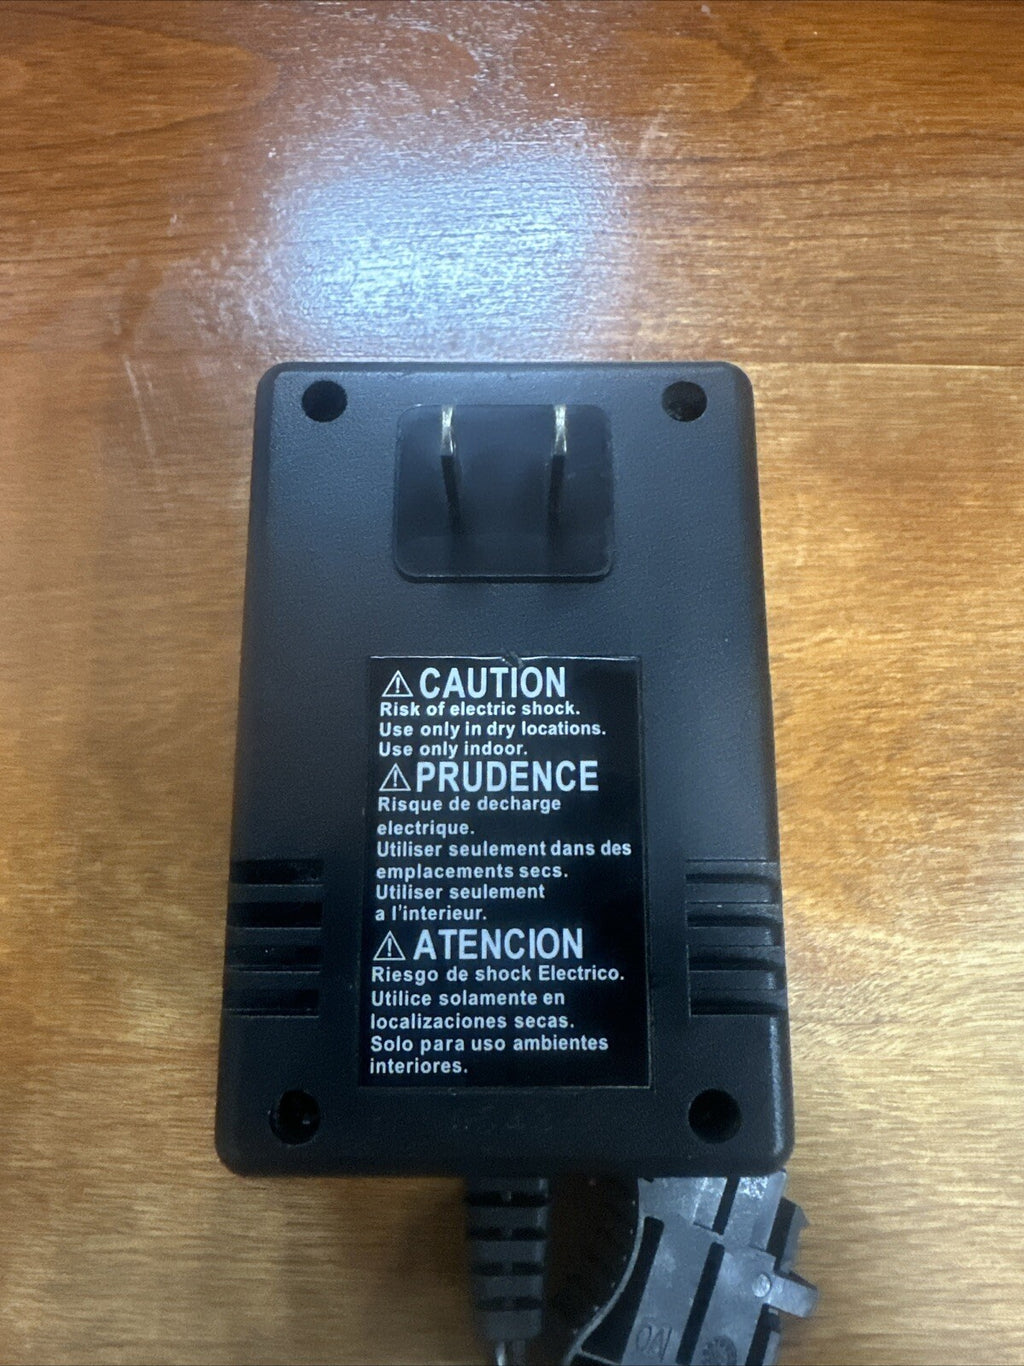 CAUTION
Risk of electric shock.
Use only in dry locations.
Use only indoor.
PRUDENCE
Risque de decharge
electrique.
Utiliser seulement dans des
emplacements secs.
Utiliser seulement
a l'interieur.
ATENCION
Riesgo de shock Electrico.
Utilice solamente en
localizaciones secas.
Solo para uso ambientes
interiores.